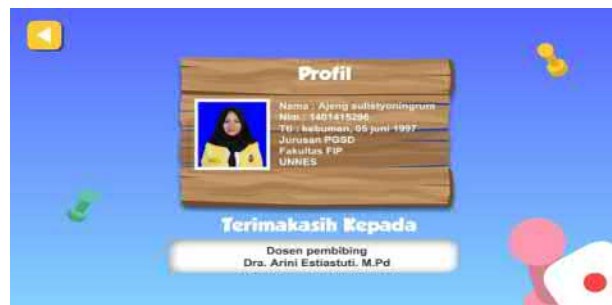 Profil
Nama : Ajeng sulistyoningrum
Nim : 1401415296
Ttl : kebumen, 05 juni 1997
Jurusan PGSD
Fakultas FIP
UNNES
Terimakasih Kepada
Dosen pembibing
Dra. Arini Estiastuti. M.Pd